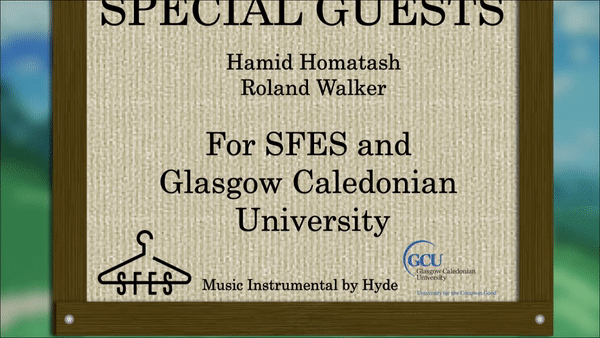 SPECIAL GUESTS
Hamid Homatash
Roland Walker
For SFES and
Glasgow Caledonian
University
SFES
Music Instrumental by Hyde
GCU
Glasgow Caledonian
University
University for the Common Good